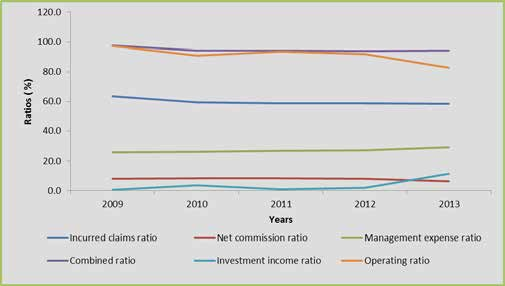 120.0
100.0
80.0
60.0
40.0
20.0
0.0
Ratios (%)
2009 2010 2011 2012 2013
Years
Incurred claims ratio Net commission ratio Management expense ratio
Combined ratio Investment income ratio Operating ratio